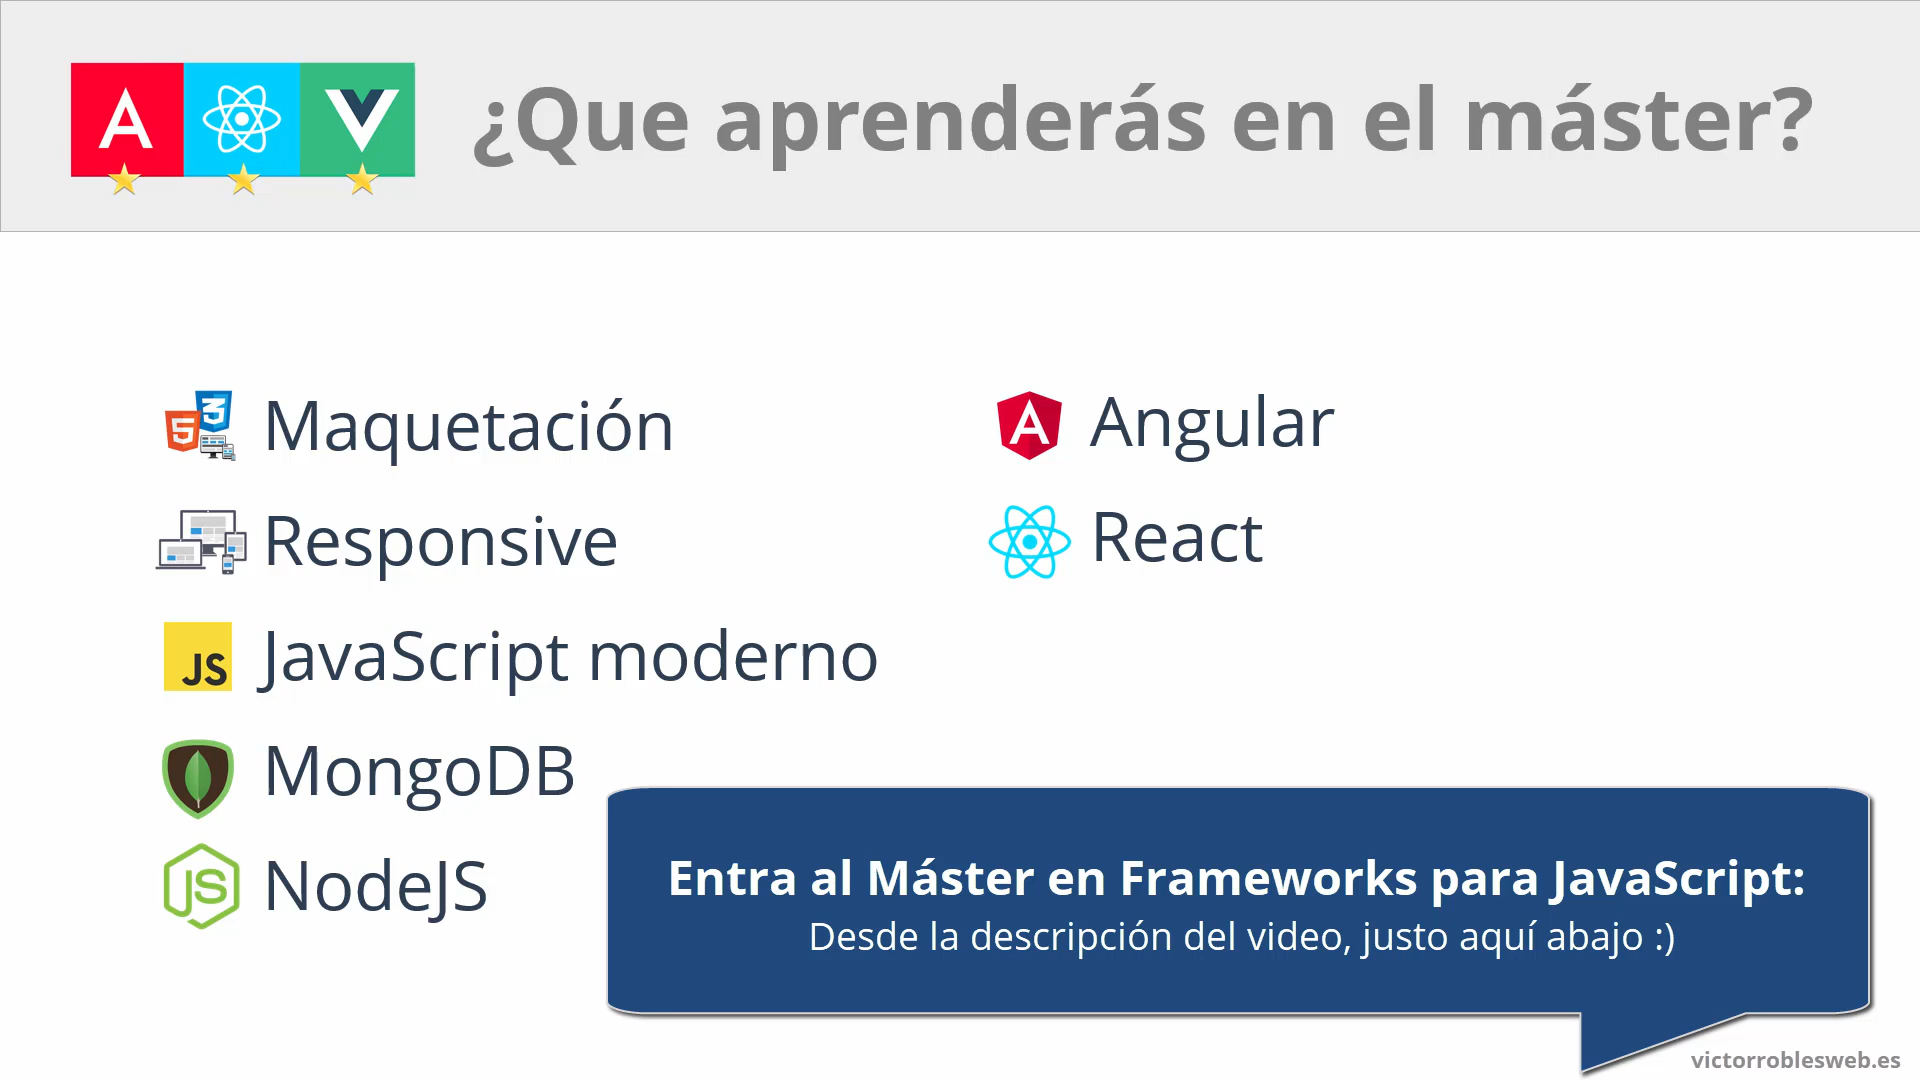 ¿Que aprenderás en el máster?
Maquetación
Responsive
JavaScript moderno
MongoDB
NodeJS
Angular
React
Entra al Máster en Frameworks para JavaScript:
Desde la descripción del video, justo aquí abajo :)
victorroblesweb.es